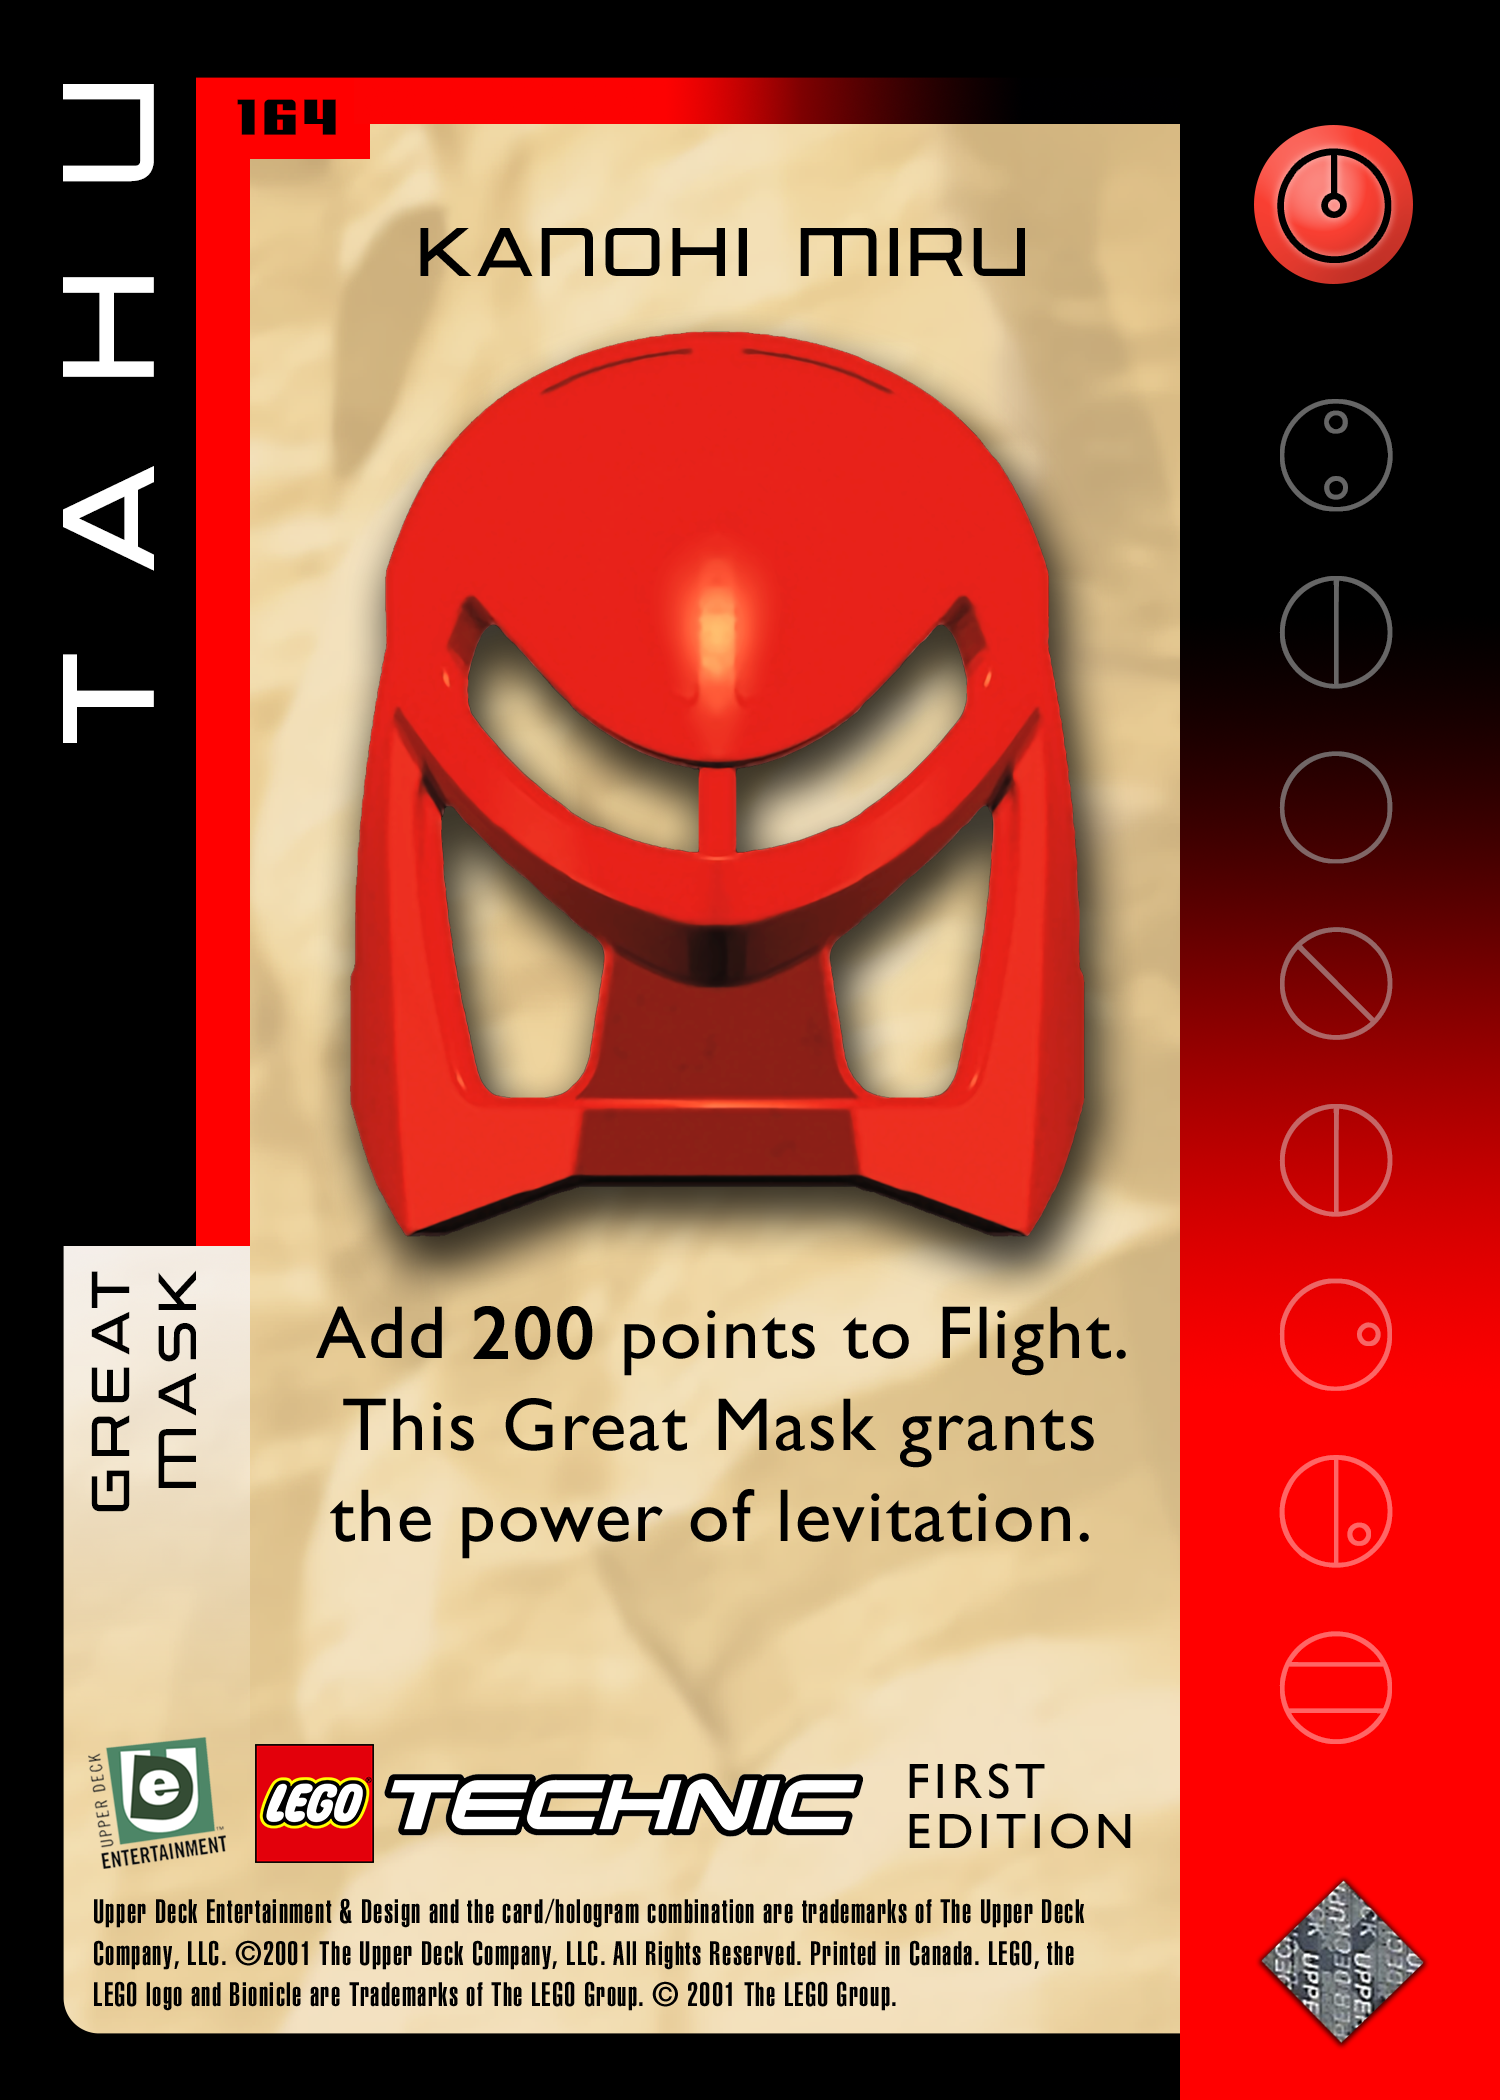 TAHU
164
KANOHI MIRU
Add 200 points to Flight.
This Great Mask grants
the power of levitation.
GREAT
MASK
UPPER DECK
ENTERTAINMENT
LEGO TECHNIC
FIRST
EDITION
Upper Deck Entertainment & Design and the card/hologram combination are trademarks of The Upper Deck
Company, LLC. ©2001 The Upper Deck Company, LLC. All Rights Reserved. Printed in Canada. LEGO, the
LEGO logo and Bionicle are Trademarks of The LEGO Group. © 2001 The LEGO Group.